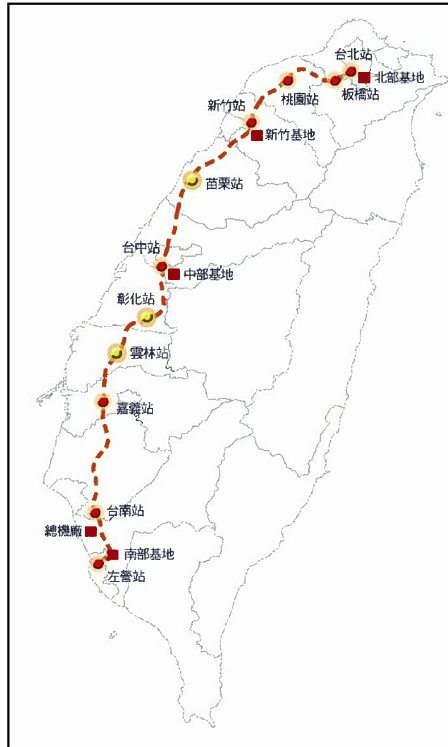 台北站
北部基地
板橋站
桃園站
新竹站
新竹基地
苗栗站
台中站
中部基地
彰化站
雲林站
嘉義站
台南站
總機廠
南部基地
左營站